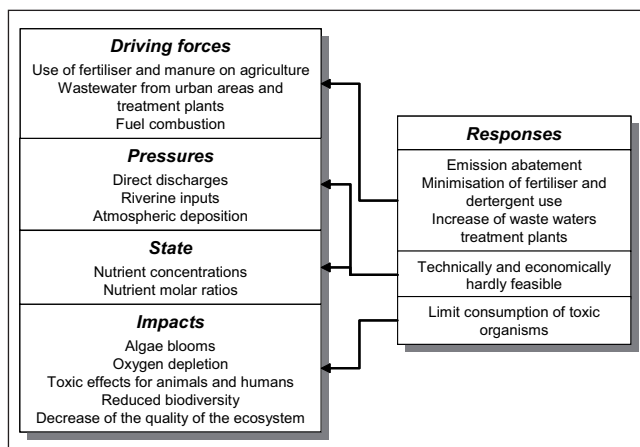 Driving forces
Use of fertiliser and manure on agriculture
Wastewater from urban areas and
treatment plants
Fuel combustion
Pressures
Direct discharges
Riverine inputs
Atmospheric deposition
State
Nutrient concentrations
Nutrient molar ratios
Impacts
Algae blooms
Oxygen depletion
Toxic effects for animals and humans
Reduced biodiversity
Decrease of the quality of the ecosystem
Responses
Emission abatement
Minimisation of fertiliser and
dertergent use
Increase of waste waters
treatment plants
Technically and economically
hardly feasible
Limit consumption of toxic
organisms